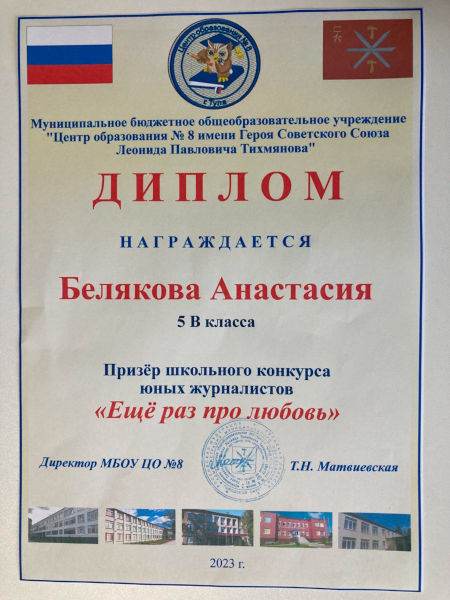 Центр образования № 8
г. Тула
Муниципальное бюджетное общеобразовательное учреждение
"Центр образования № 8 имени Героя Советского Союза
Леонида Павловича Тихмянова"
ДИПЛОМ
НАГРАЖДАЕТСЯ
Белякова Анастасия
5 В класса
Призёр школьного конкурса
юных журналистов
«Ещё раз про любовь»
Директор МБОУ ЦО №8
Т.Н. Матвиевская
2023 г.